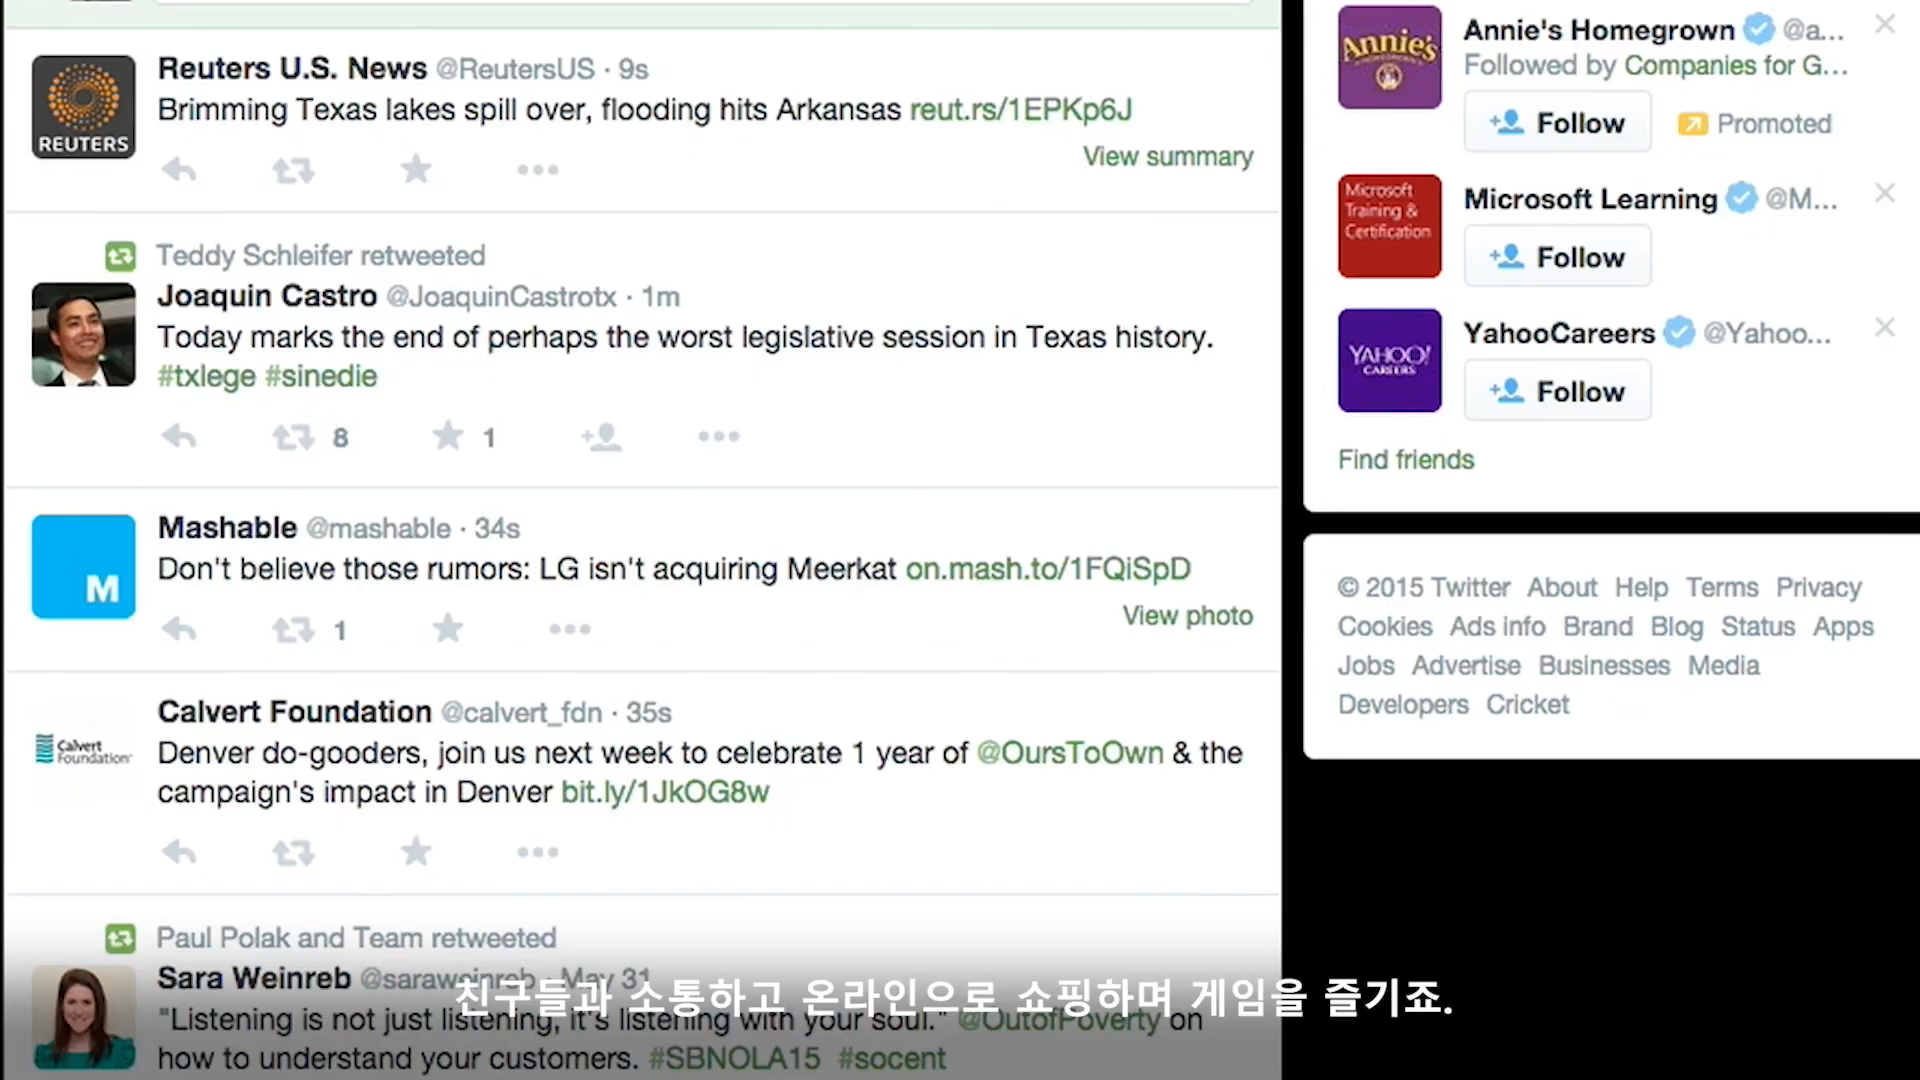 Reuters U.S. News @ReutersUS · 9s
Brimming Texas lakes spill over, flooding hits Arkansas reut.rs/1EPKp6J
REUTERS
View summary
Teddy Schleifer retweeted
Joaquin Castro @JoaquinCastrotx · 1m
Today marks the end of perhaps the worst legislative session in Texas history.
#txlege #sinedie
8
1
Mashable @mashable · 34s
Don't believe those rumors: LG isn't acquiring Meerkat on.mash.to/1FQiSpD
M
View photo
1
Calvert Foundation @calvert_fdn · 35s
Calvert
Foundation
Denver do-gooders, join us next week to celebrate 1 year of @OursToOwn & the
campaign's impact in Denver bit.ly/1JkOG8w
Paul Polak and Team retweeted
Sara Weinreb @saraweinreb · May 31
"Listening is not just listening, it's listening with your soul." @OutofPoverty on
how to understand your customers. #SBNOLA15 #socent
친구들과 소통하고 온라인으로 쇼핑하며 게임을 즐기죠.
Annie's
Annie's Homegrown @a...
Followed by Companies for G...
Follow
Promoted
Microsoft
Training &
Certification
Microsoft Learning @M...
Follow
YAHOO!
CAREERS
YahooCareers @Yahoo...
Follow
Find friends
© 2015 Twitter About Help Terms Privacy
Cookies Ads info Brand Blog Status Apps
Jobs Advertise Businesses Media
Developers Cricket